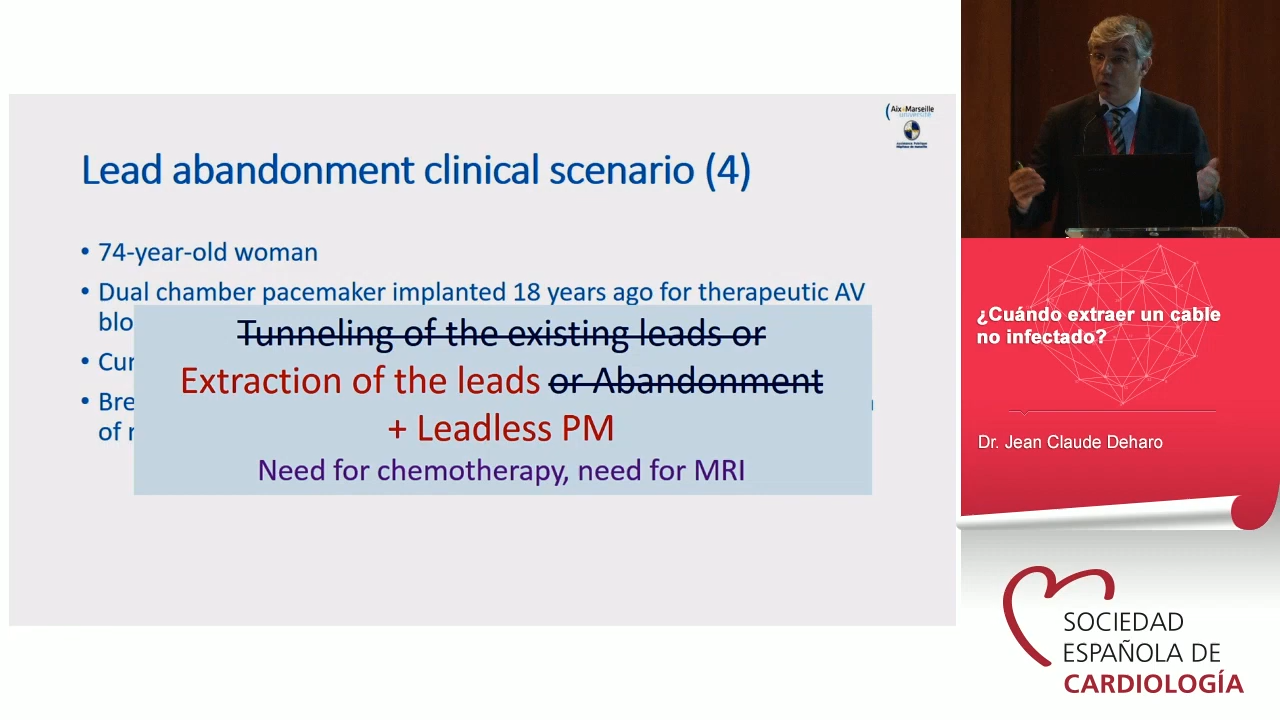 Aix*Marseille
université
Lead abandonment clinical scenario (4)
• 74-year-old woman
• Dual chamber pacemaker implanted 18 years ago for therapeutic AV
blo
Tunneling of the existing leads or
• Cur
Extraction of the leads or Abandonment
• Bre
+ Leadless PM
of r
Need for chemotherapy, need for MRI
¿Cuándo extraer un cable
no infectado?
Dr. Jean Claude Deharo
SOCIEDAD
ESPAÑOLA DE
CARDIOLOGÍA